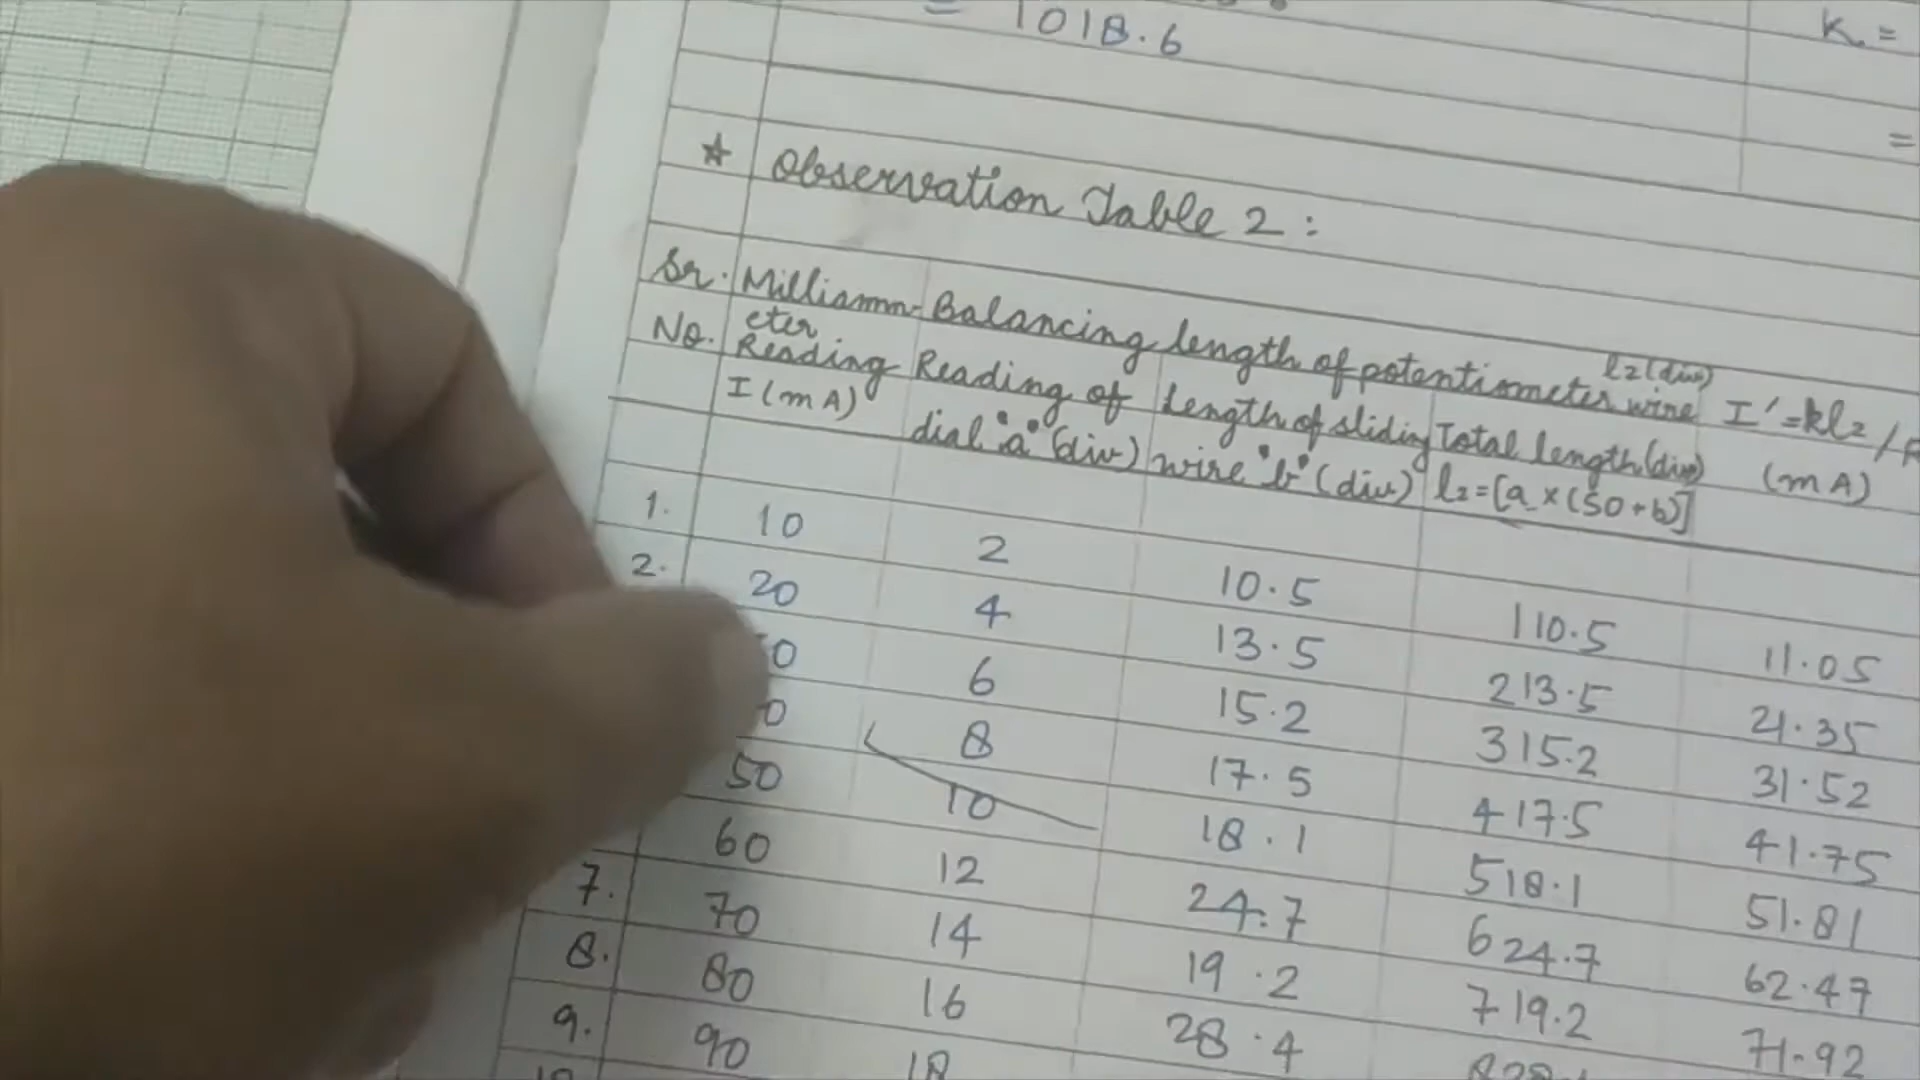 = 1018.6
K =
=
☆ Observation Table 2 :
Sr. No.
Milliamm-eter Reading I (mA)
Balancing length of potentiometer wire l2 (div)
Reading of dial "a" (div)
Length of sliding wire "b" (div)
Total length (div) l2 = [a × (50 + b)]
I' = kl2 /
(mA)
1. 10 2 10.5 110.5 11.05
2. 20 4 13.5 213.5 21.35
6 15.2 315.2 31.52
8 17.5 417.5 41.75
50 10 18.1 518.1 51.81
60 12 24.7 624.7 62.47
7. 70 14 19.2 719.2 71.92
8. 80 16 28.4
9. 90 18
10